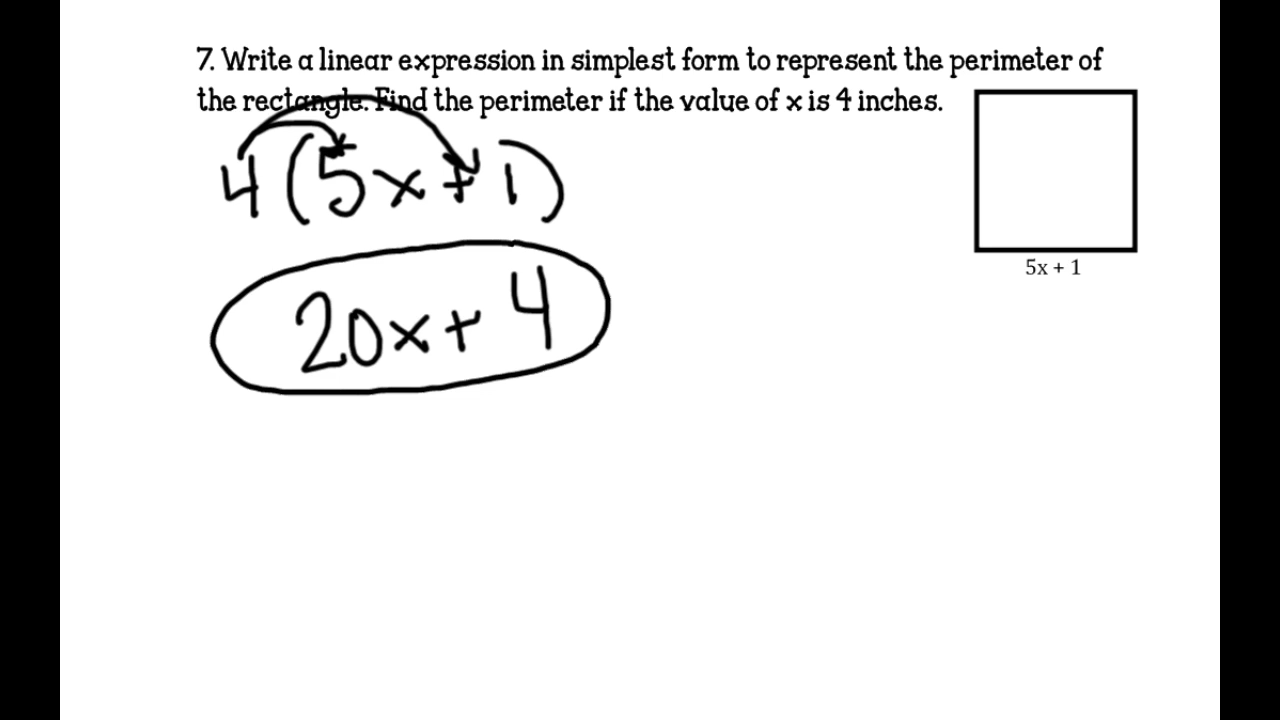 7. Write a linear expression in simplest form to represent the perimeter of
the rectangle. Find the perimeter if the value of x is 4 inches.
4(5x+1)
20x+4
5x + 1